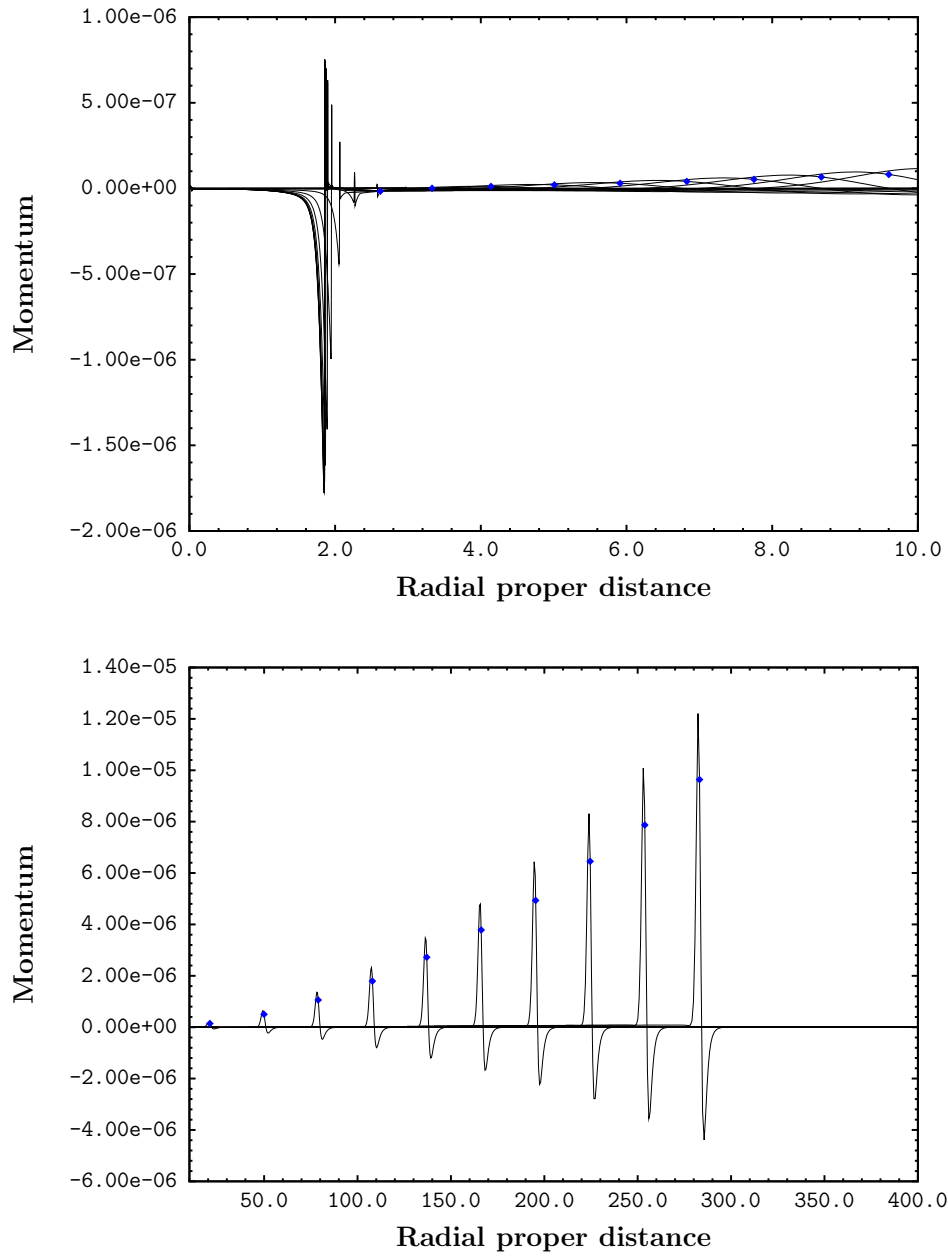 1.00e-06
5.00e-07
0.00e+00
-5.00e-07
-1.00e-06
-1.50e-06
-2.00e-06
Momentum
0.0 2.0 4.0 6.0 8.0 10.0
Radial proper distance
1.40e-05
1.20e-05
1.00e-05
8.00e-06
6.00e-06
4.00e-06
2.00e-06
0.00e+00
-2.00e-06
-4.00e-06
-6.00e-06
Momentum
50.0 100.0 150.0 200.0 250.0 300.0 350.0 400.0
Radial proper distance